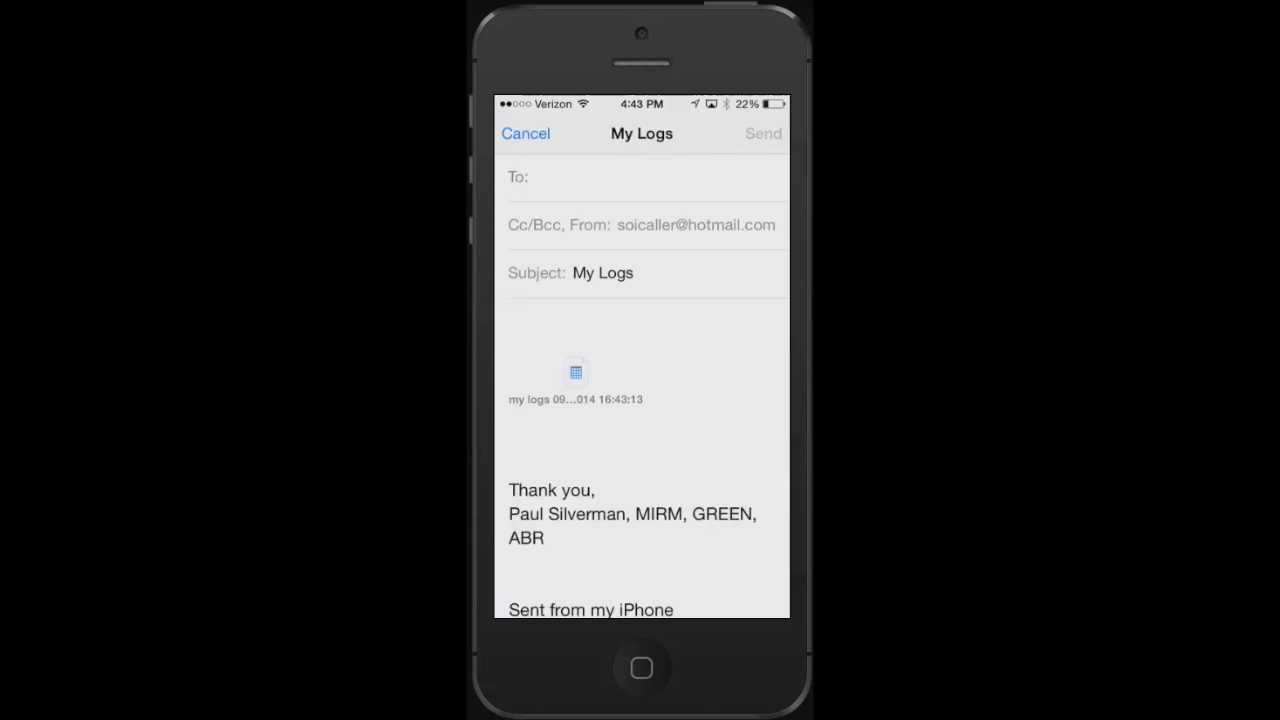 Verizon 4:43 PM 22%
Cancel My Logs Send
To:
Cc/Bcc, From: soicaller@hotmail.com
Subject: My Logs
my logs 09...014 16:43:13
Thank you,
Paul Silverman, MIRM, GREEN,
ABR
Sent from my iPhone